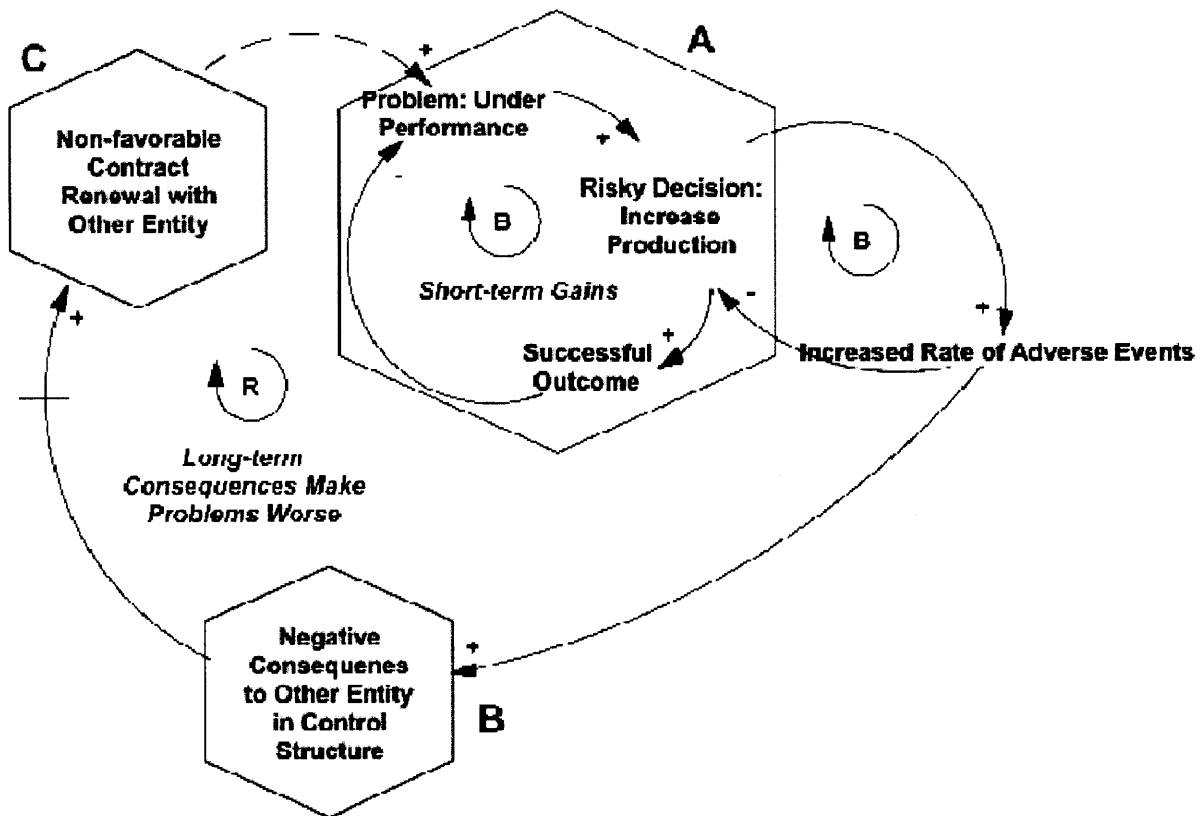 C
A
+
Problem: Under
Performance
+
-
Non-favorable
Contract
Renewal with
Other Entity
Risky Decision:
Increase
Production
B
B
Short-term Gains
-
+
+
+
Successful
Outcome
Increased Rate of Adverse Events
+
R
Long-term
Consequences Make
Problems Worse
Negative
Consequenes
to Other Entity
in Control
Structure
+
B